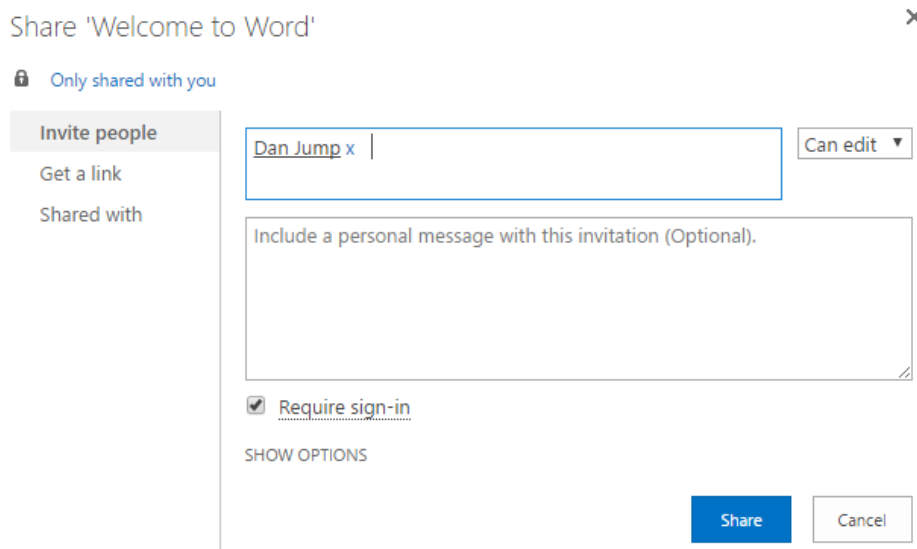 Share 'Welcome to Word'
Only shared with you
Invite people
Get a link
Shared with
Dan Jump x
Can edit
Include a personal message with this invitation (Optional).
Require sign-in
SHOW OPTIONS
Share
Cancel